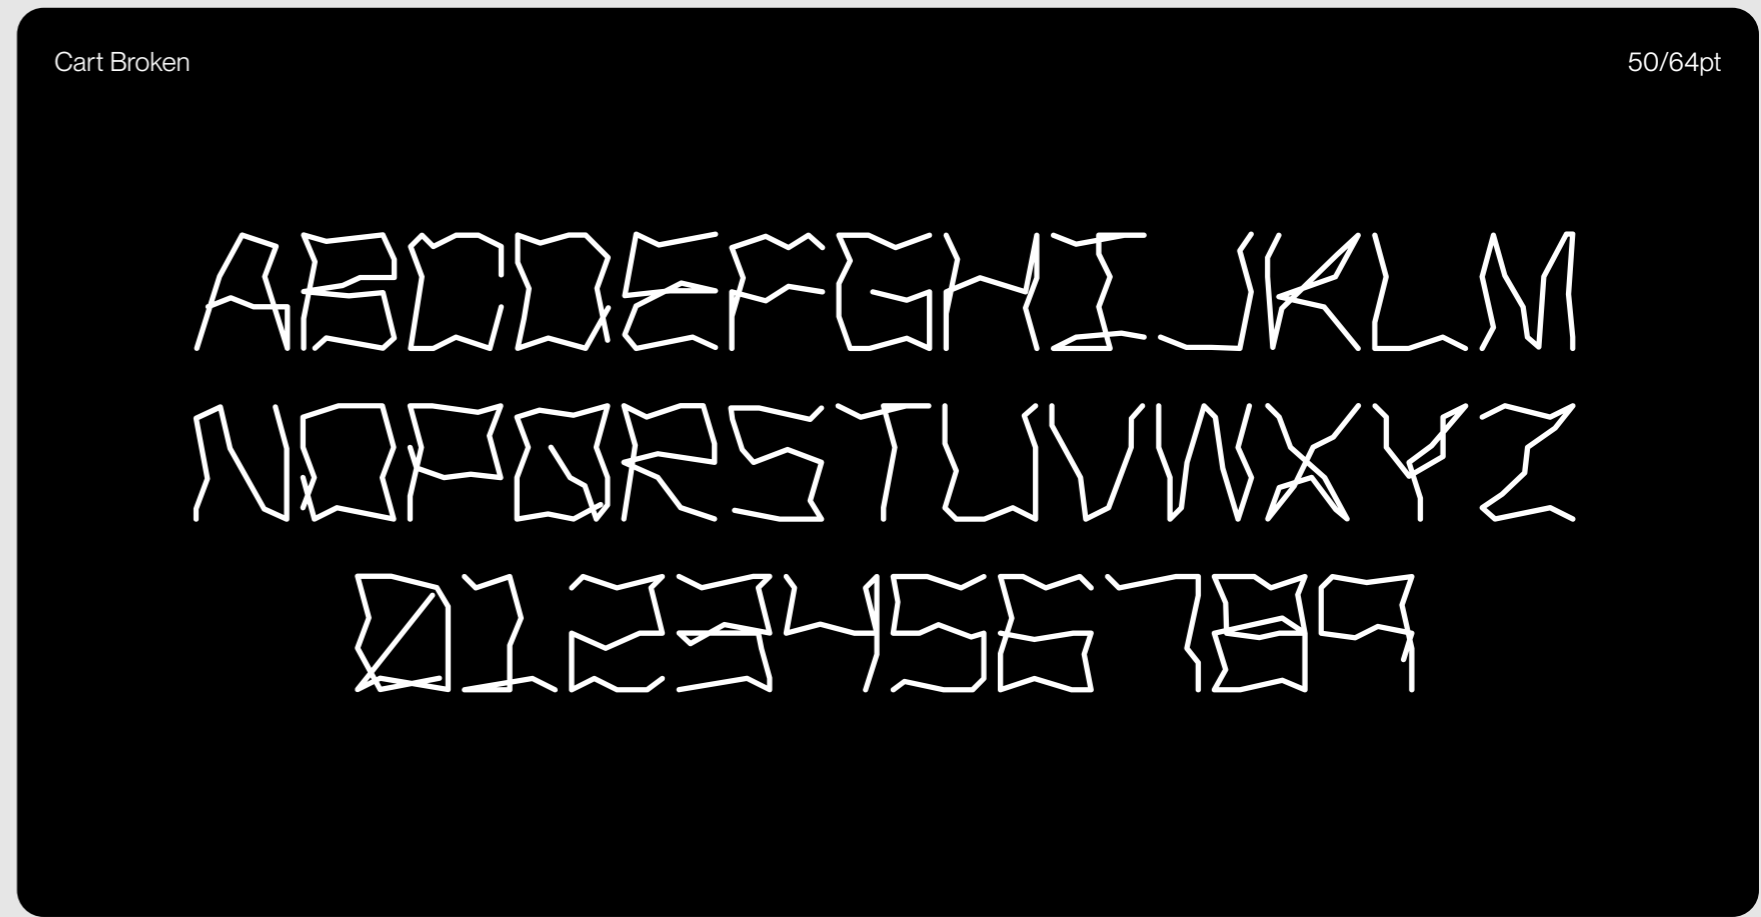 Cart Broken
50/64pt
ABCDEFGHIJKLM
NOPQRSTUVWXYZ
0123456789